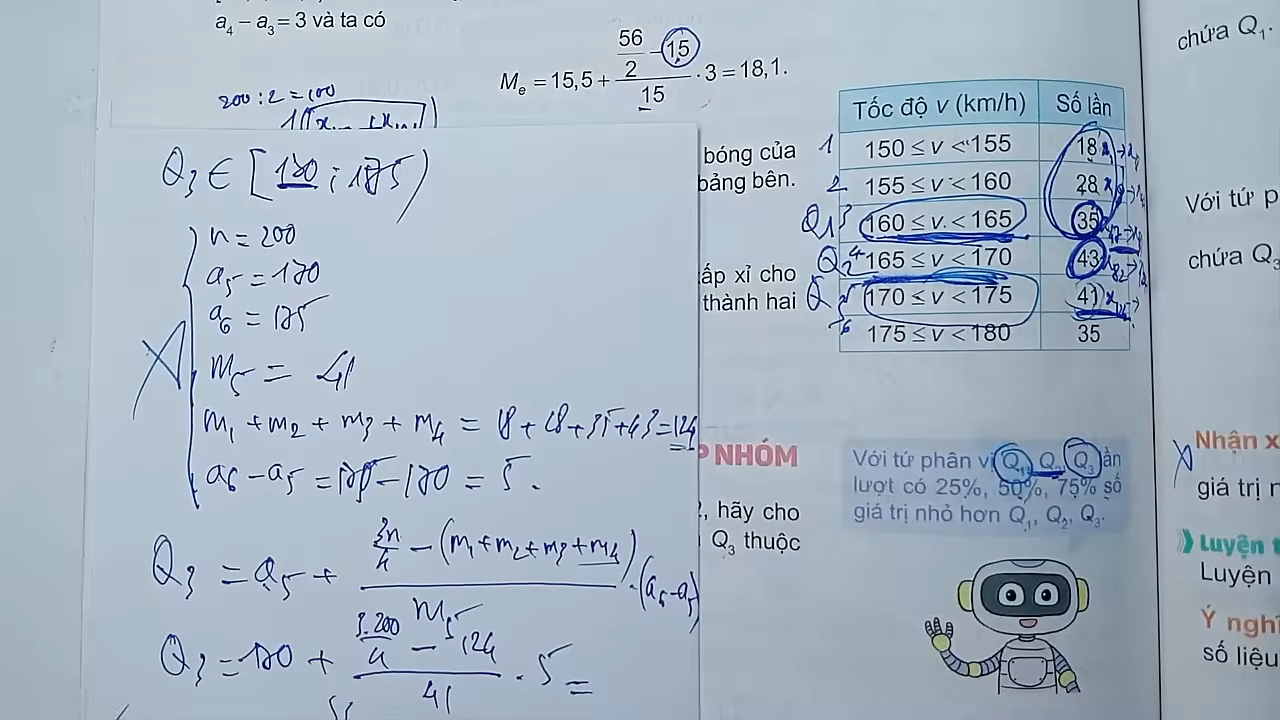 a₄ – a₃ = 3 và ta có
Mₑ = 15,5 + (56/2 – 15)/15 · 3 = 18,1.
200 : 2 = 100
bóng của
bảng bên.
ấp xỉ cho
thành hai
Tốc độ v (km/h) Số lần
1 150 ≤ v < 155 18
2 155 ≤ v < 160 28
Q₁ 3 160 ≤ v < 165 35
Q₂ 4 165 ≤ v < 170 43
170 ≤ v < 175 41
6 175 ≤ v < 180 35
chứa Q₁.
Với tứ p
chứa Q₃
Q₃ ∈ [170 ; 175)
n = 200
a₅ = 170
a₆ = 175
m₅ = 41
m₁ + m₂ + m₃ + m₄ = 18 + 28 + 35 + 43 = 124
a₆ – a₅ = 175 – 170 = 5.
Q₃ = a₅ + (3n/4 – (m₁ + m₂ + m₃ + m₄))/m₅ · (a₆ – a₅)
Q₃ = 170 + (3.200/4 – 124)/41 · 5 =
P NHÓM
, hãy cho
Q₃ thuộc
Với tứ phân vị Q₁, Q₂, Q₃ lần
lượt có 25%, 50%, 75% số
giá trị nhỏ hơn Q₁, Q₂, Q₃.
Nhận x
giá trị n
Luyện t
Luyện
Ý nghĩ
số liệu